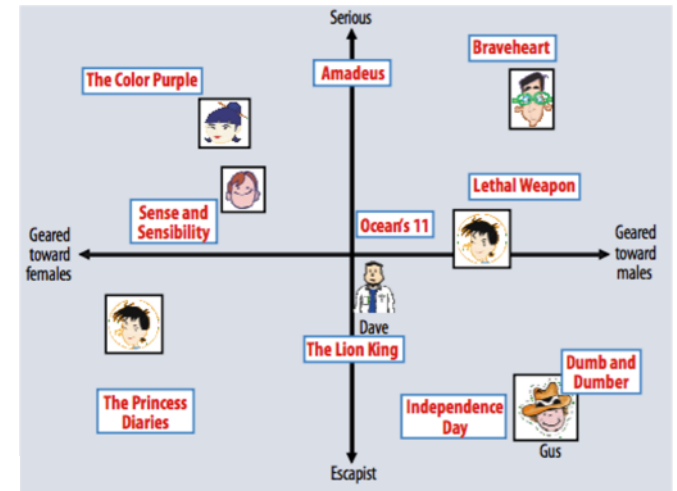 Serious
Braveheart
Amadeus
The Color Purple
Lethal Weapon
Sense and
Sensibility
Ocean's 11
Geared
toward
females
Geared
toward
males
Dave
The Lion King
Dumb and
Dumber
The Princess
Diaries
Independence
Day
Gus
Escapist